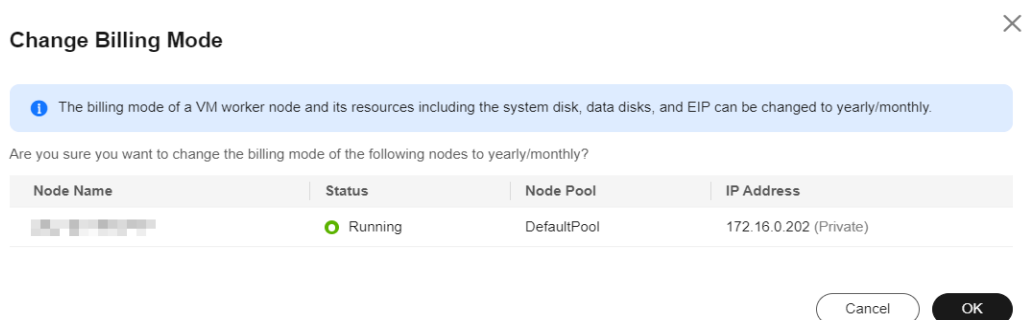 Change Billing Mode
The billing mode of a VM worker node and its resources including the system disk, data disks, and EIP can be changed to yearly/monthly.
Are you sure you want to change the billing mode of the following nodes to yearly/monthly?
Node Name Status Node Pool IP Address
Running DefaultPool 172.16.0.202 (Private)
Cancel OK